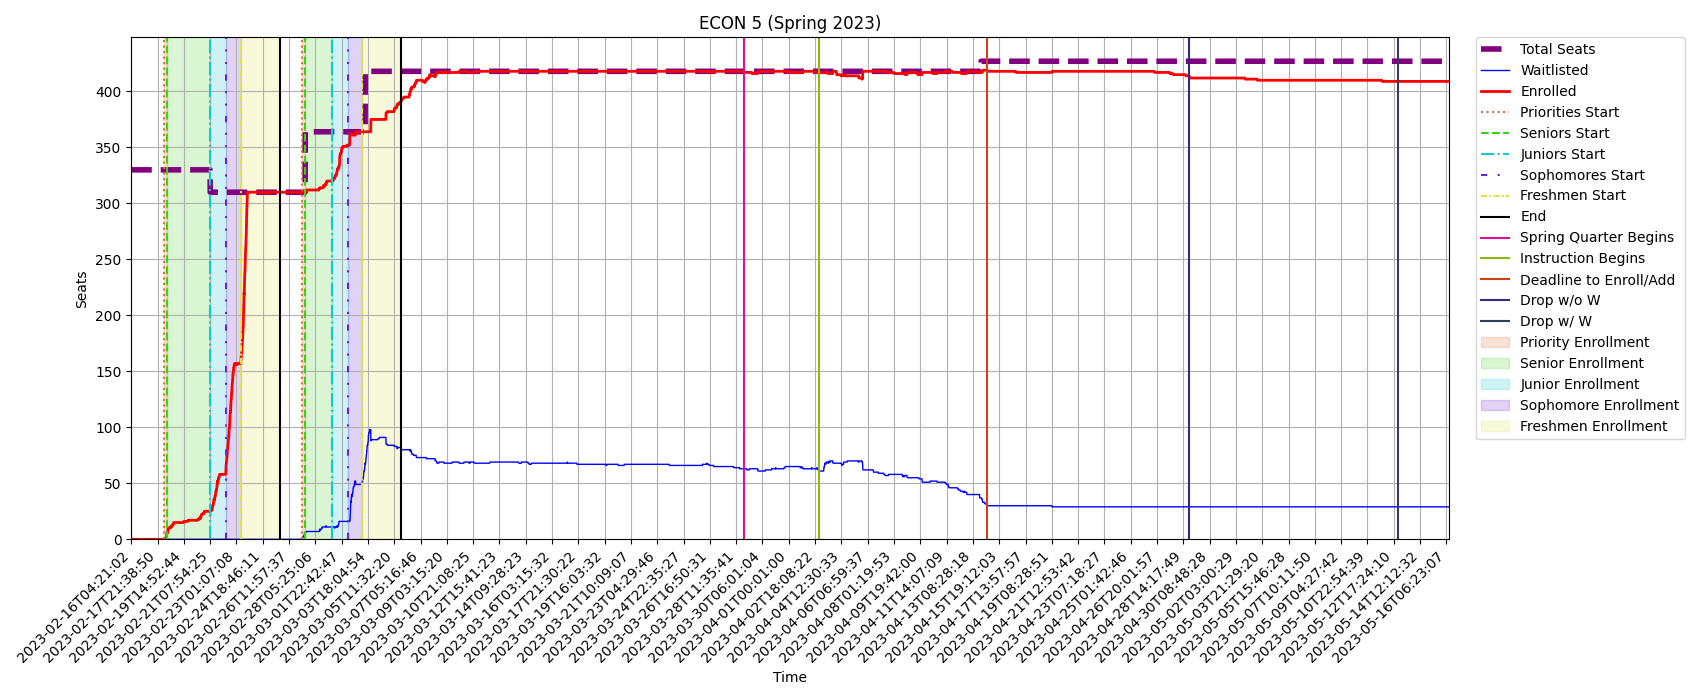 ECON 5 (Spring 2023)
Seats
400
350
300
250
200
150
100
50
0
2023-02-16T04:21:02
2023-02-17T21:38:50
2023-02-19T14:52:44
2023-02-21T07:54:25
2023-02-23T01:07:08
2023-02-24T18:46:11
2023-02-26T11:57:37
2023-02-28T05:25:06
2023-03-01T22:42:47
2023-03-03T18:04:54
2023-03-05T11:32:20
2023-03-07T05:16:46
2023-03-09T03:15:20
2023-03-10T21:08:25
2023-03-12T15:41:23
2023-03-14T09:28:23
2023-03-16T03:15:32
2023-03-17T21:30:22
2023-03-19T16:03:32
2023-03-21T10:09:07
2023-03-23T04:29:46
2023-03-24T22:35:27
2023-03-26T16:50:31
2023-03-28T11:35:41
2023-03-30T06:01:04
2023-04-01T00:01:00
2023-04-02T18:08:22
2023-04-04T12:30:33
2023-04-06T06:59:37
2023-04-08T01:19:53
2023-04-09T19:42:00
2023-04-11T14:07:09
2023-04-13T08:28:18
2023-04-15T19:12:03
2023-04-17T13:57:57
2023-04-19T08:28:51
2023-04-21T12:53:42
2023-04-23T07:18:27
2023-04-25T01:42:46
2023-04-26T20:01:57
2023-04-28T14:17:49
2023-04-30T08:48:28
2023-05-02T03:00:29
2023-05-03T21:29:20
2023-05-05T15:46:28
2023-05-07T10:11:50
2023-05-09T04:27:42
2023-05-10T22:54:39
2023-05-12T17:24:10
2023-05-14T12:12:32
2023-05-16T06:23:07
Time
Total Seats
Waitlisted
Enrolled
Priorities Start
Seniors Start
Juniors Start
Sophomores Start
Freshmen Start
End
Spring Quarter Begins
Instruction Begins
Deadline to Enroll/Add
Drop w/o W
Drop w/ W
Priority Enrollment
Senior Enrollment
Junior Enrollment
Sophomore Enrollment
Freshmen Enrollment